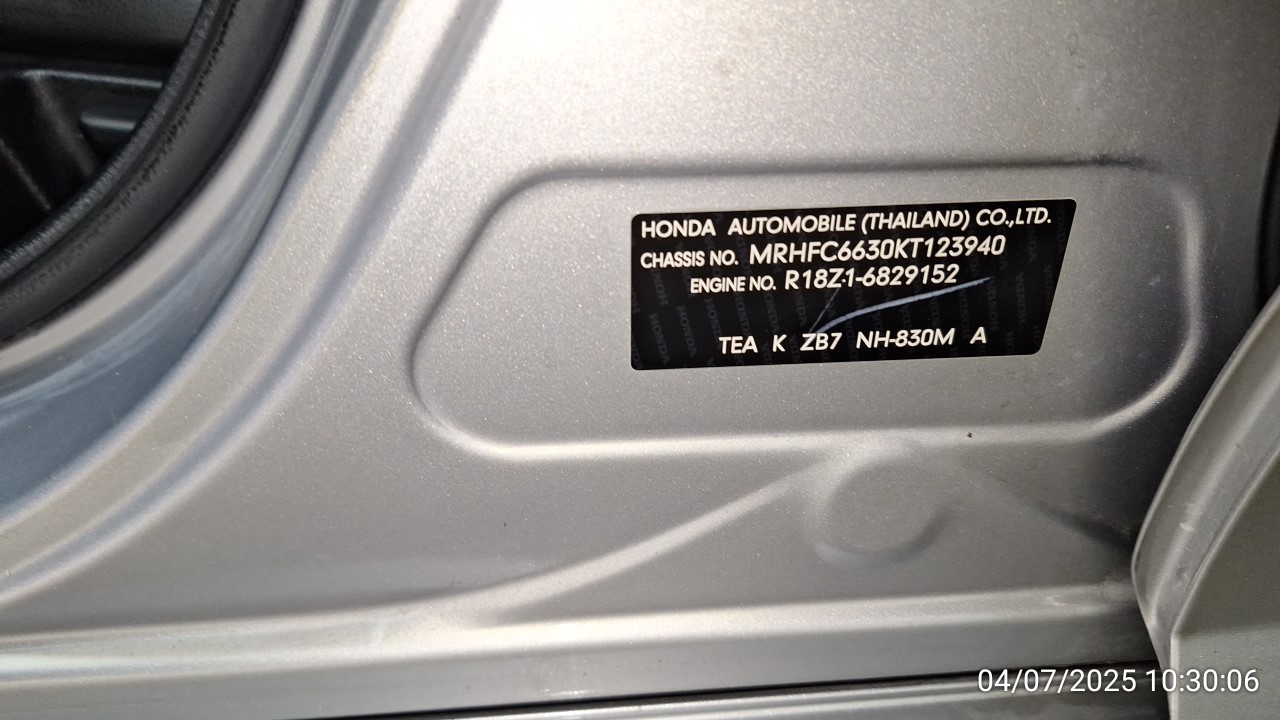 HONDA AUTOMOBILE (THAILAND) CO.,LTD.
CHASSIS NO. MRHFC6630KT123940
ENGINE NO. R18Z1-6829152
TEA K ZB7 NH-830M A
04/07/2025 10:30:06